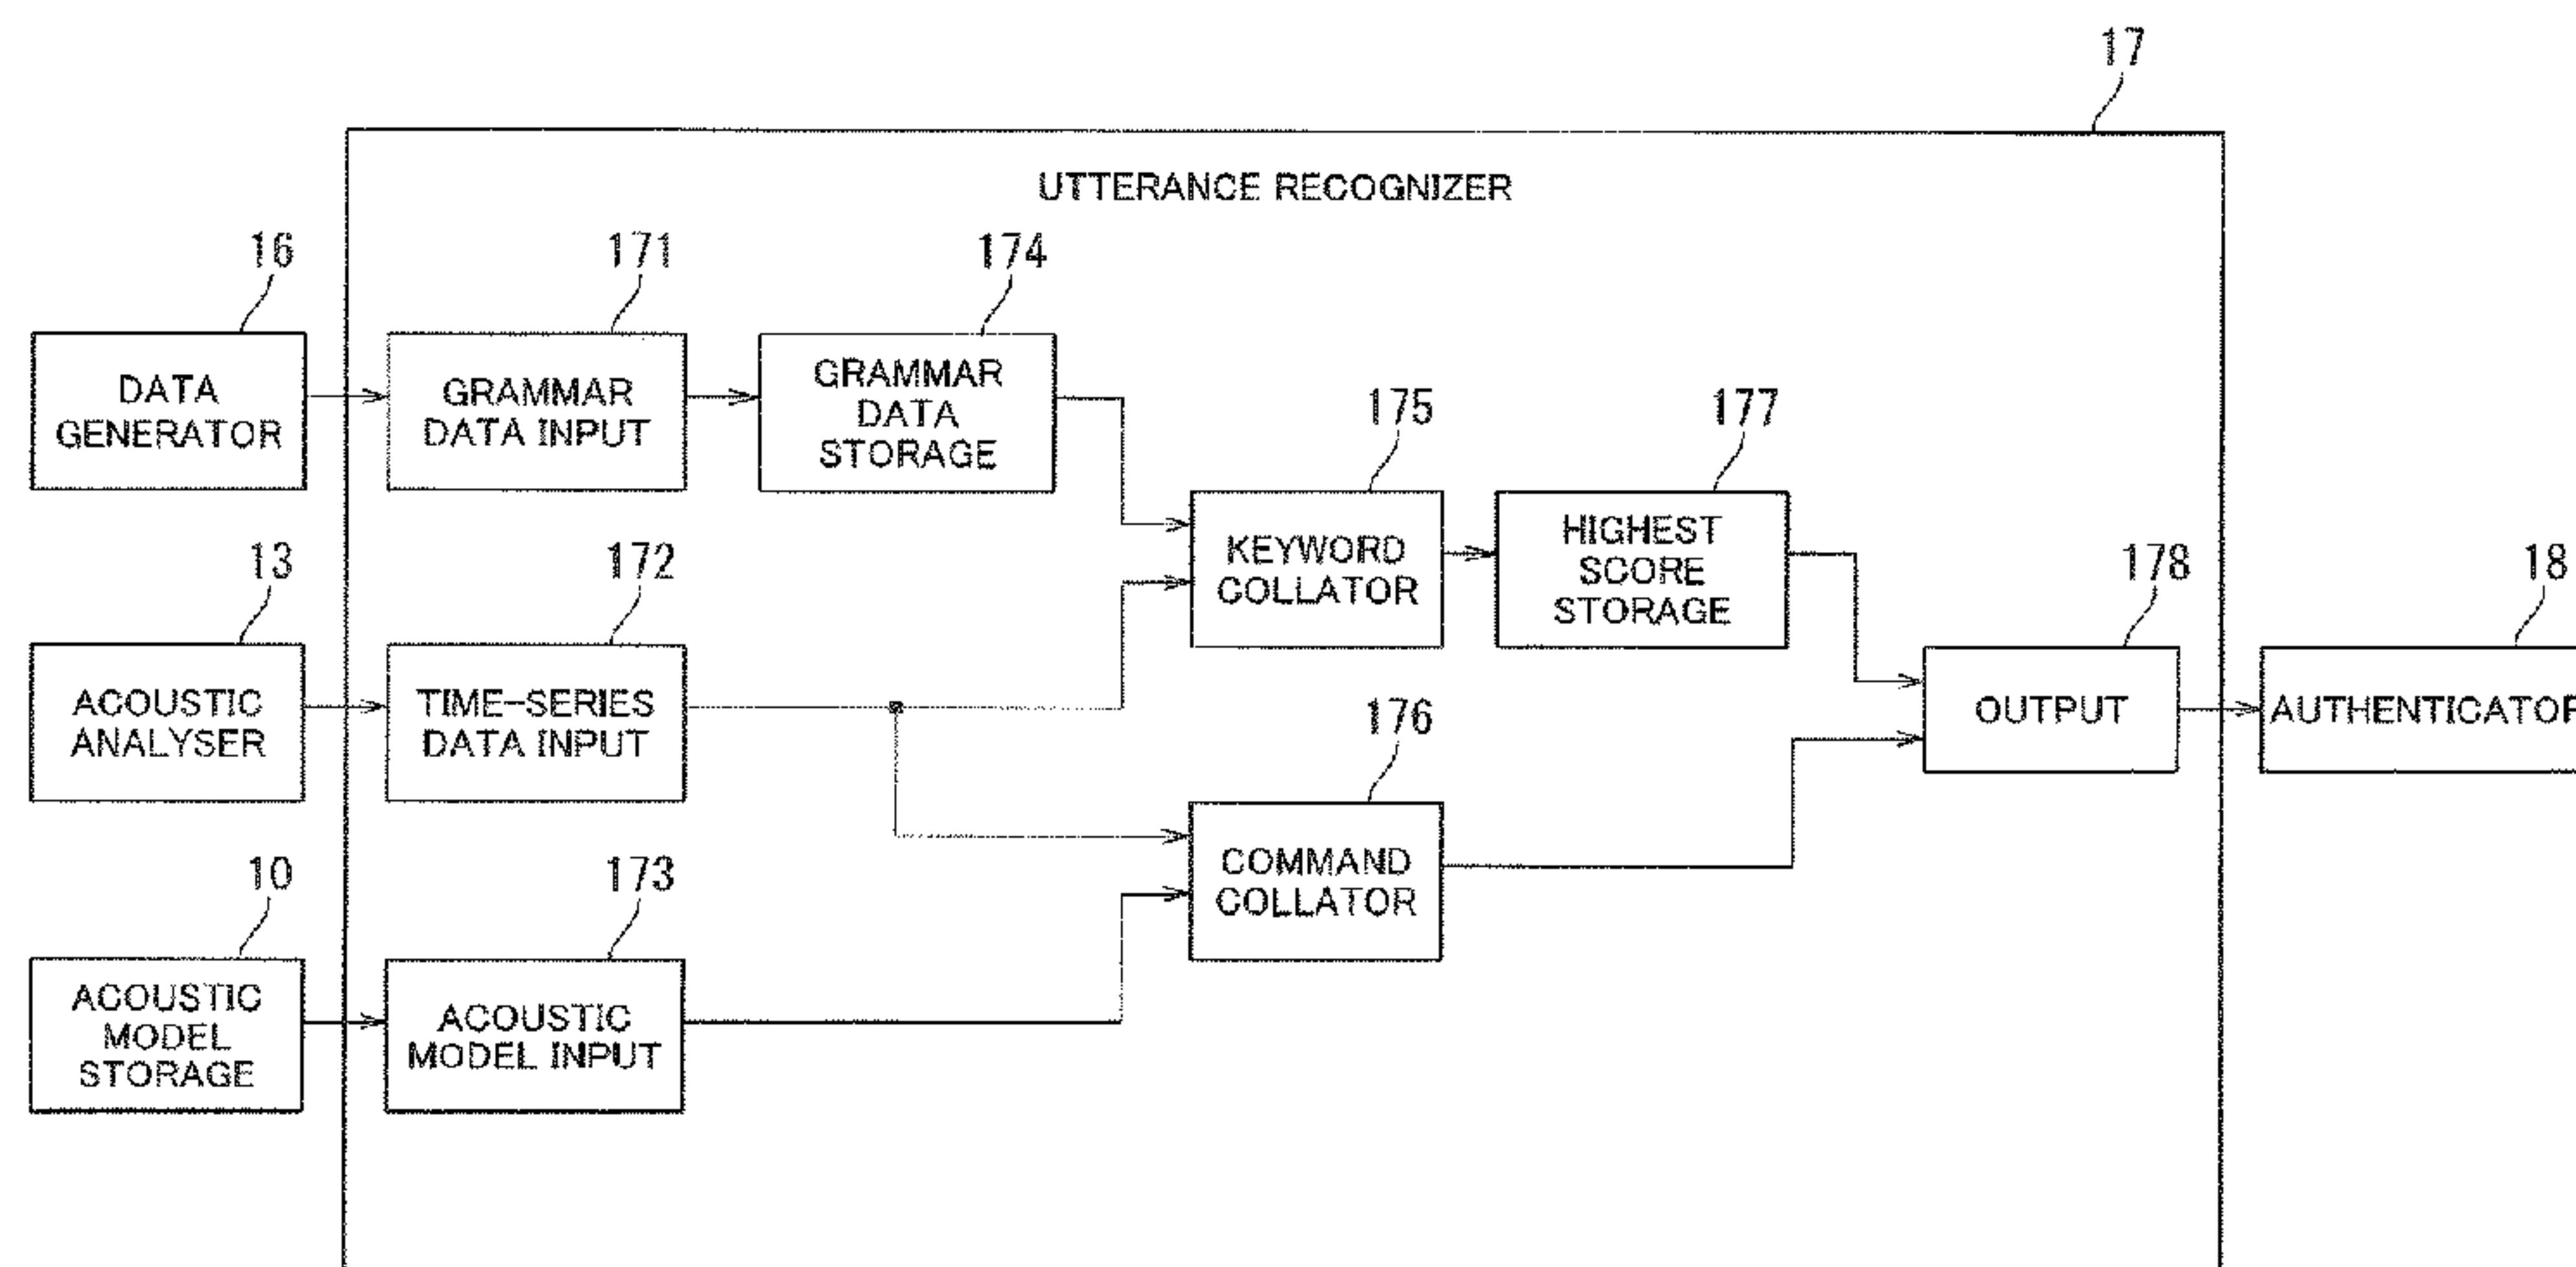 17
UTTERANCE RECOGNIZER
16
171
174
DATA
GENERATOR
GRAMMAR
DATA INPUT
GRAMMAR
DATA
STORAGE
175
177
KEYWORD
COLLATOR
HIGHEST
SCORE
STORAGE
13
172
178
18
ACOUSTIC
ANALYSER
TIME-SERIES
DATA INPUT
OUTPUT
AUTHENTICATOR
176
COMMAND
COLLATOR
10
173
ACOUSTIC
MODEL
STORAGE
ACOUSTIC
MODEL INPUT